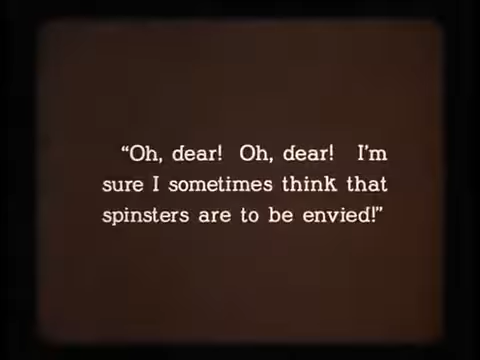 “Oh, dear! Oh, dear! I’m
sure I sometimes think that
spinsters are to be envied!”